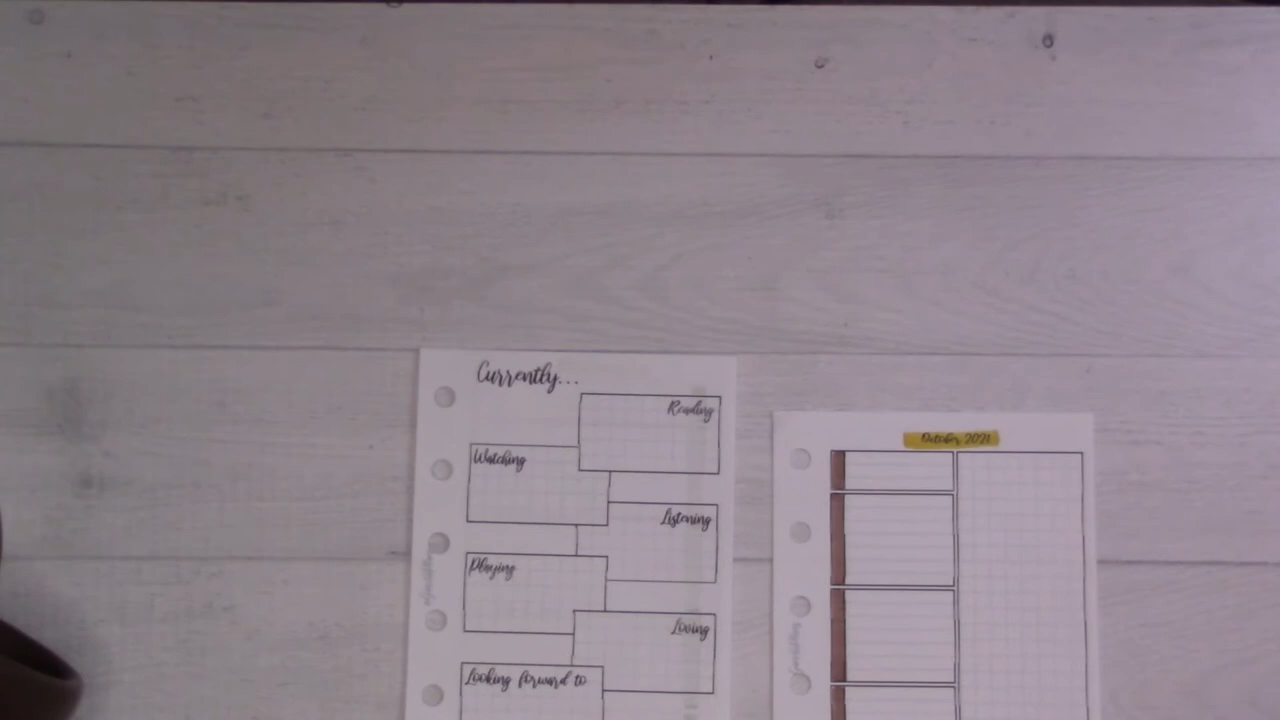 Currently...
Reading
Watching
Listening
Playing
Loving
Looking forward to
October 2021